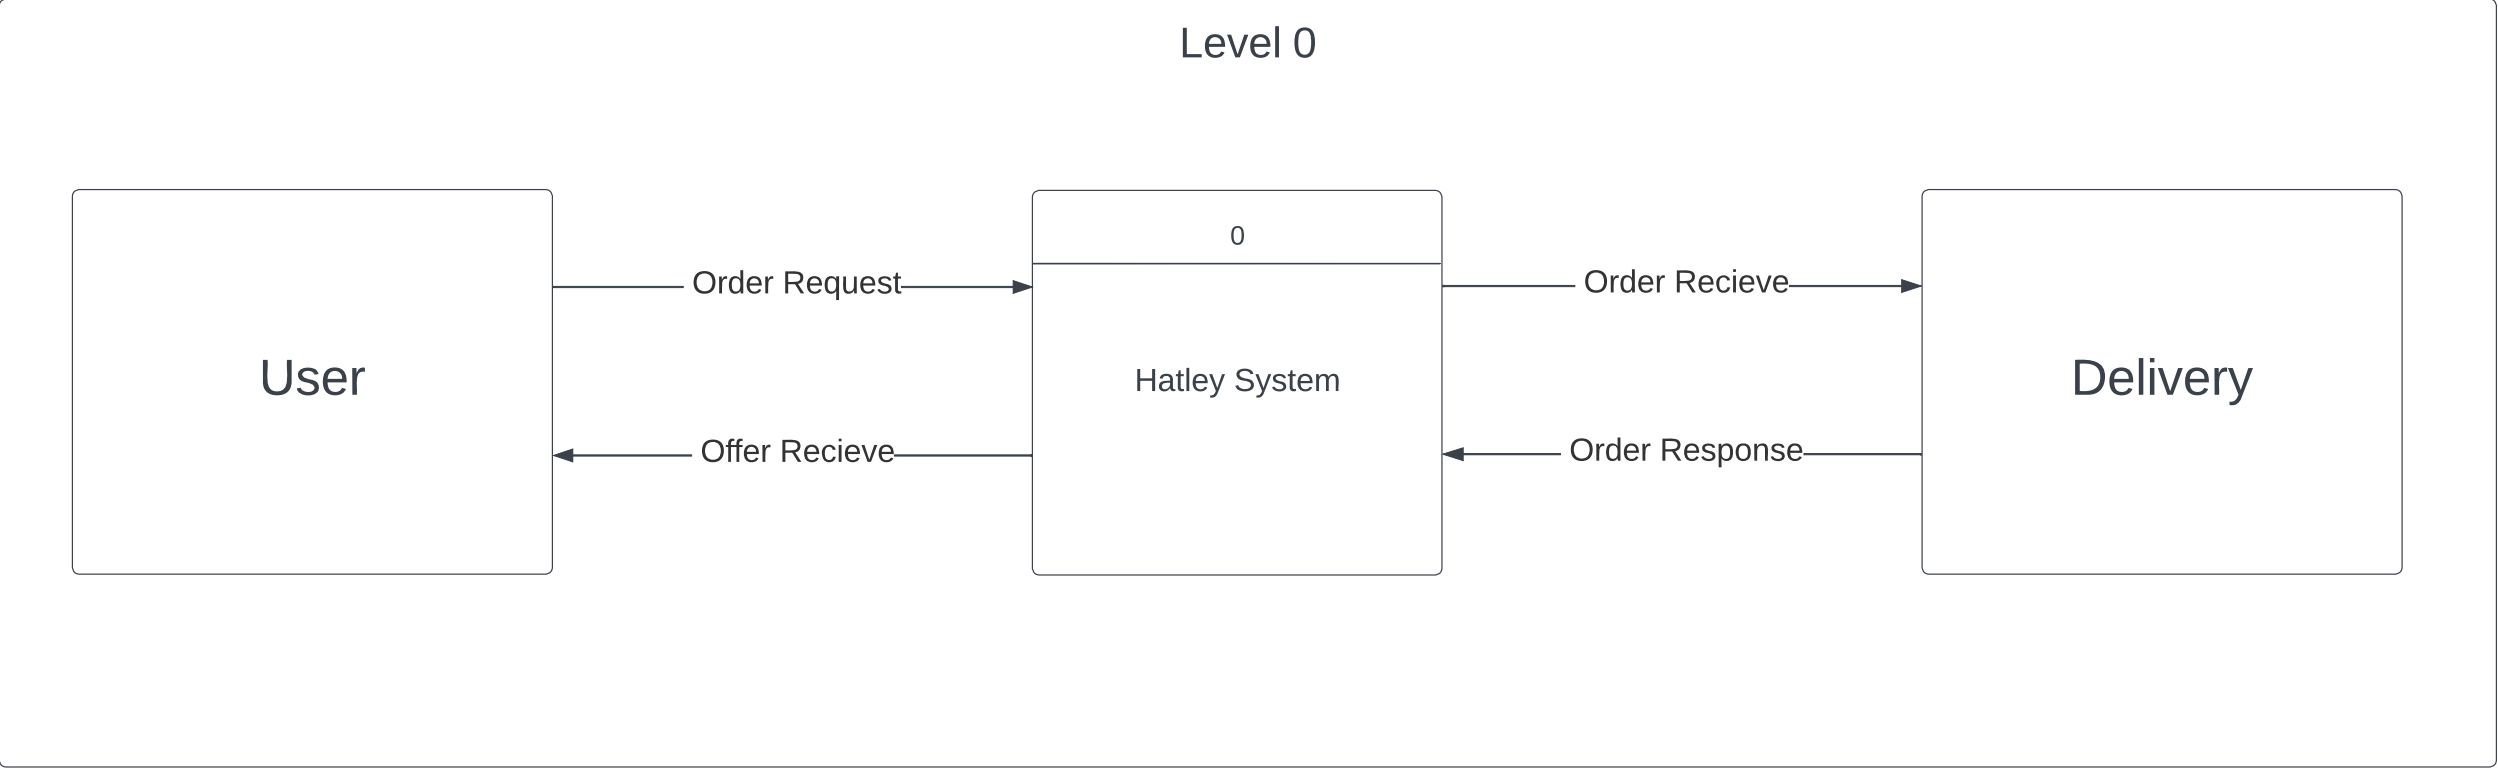 Level 0
0
Order Request
Order Recieve
User
Hatley System
Delivery
Offer Recieve
Order Response